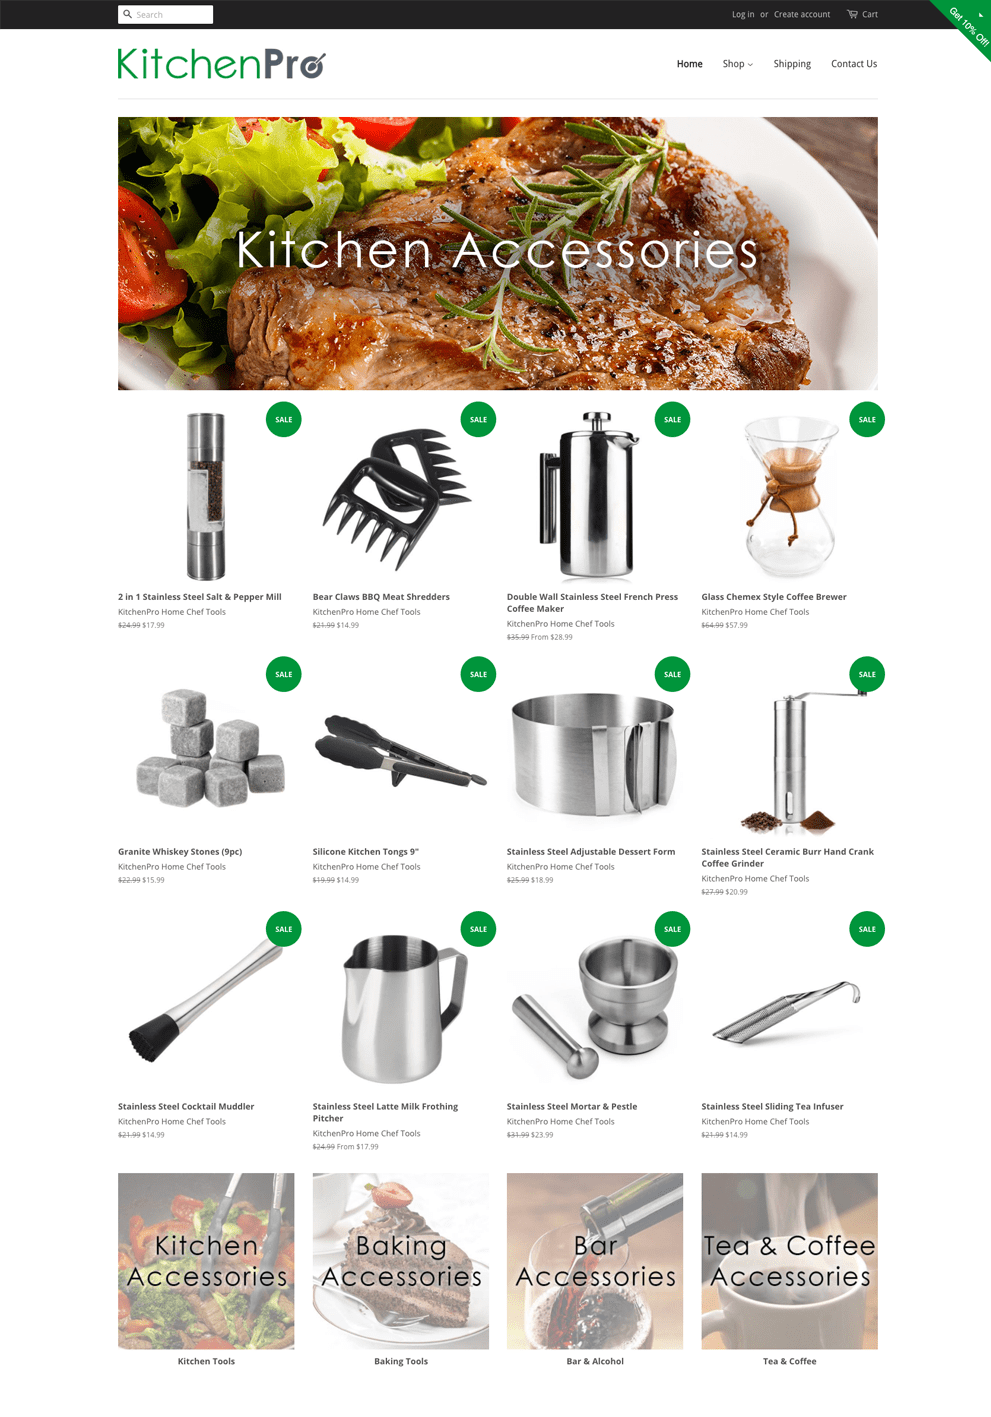 Search
Log in or Create account Cart
Get 10% Off!
KitchenPro
Home Shop Shipping Contact Us
Kitchen Accessories
SALE SALE SALE SALE
2 in 1 Stainless Steel Salt & Pepper Mill
KitchenPro Home Chef Tools
$24.99 $17.99
Bear Claws BBQ Meat Shredders
KitchenPro Home Chef Tools
$21.99 $14.99
Double Wall Stainless Steel French Press
Coffee Maker
KitchenPro Home Chef Tools
$35.99 From $28.99
Glass Chemex Style Coffee Brewer
KitchenPro Home Chef Tools
$64.99 $57.99
SALE SALE SALE SALE
Granite Whiskey Stones (9pc)
KitchenPro Home Chef Tools
$22.99 $15.99
Silicone Kitchen Tongs 9"
KitchenPro Home Chef Tools
$19.99 $14.99
Stainless Steel Adjustable Dessert Form
KitchenPro Home Chef Tools
$25.99 $18.99
Stainless Steel Ceramic Burr Hand Crank
Coffee Grinder
KitchenPro Home Chef Tools
$27.99 $20.99
SALE SALE SALE SALE
Stainless Steel Cocktail Muddler
KitchenPro Home Chef Tools
$21.99 $14.99
Stainless Steel Latte Milk Frothing
Pitcher
KitchenPro Home Chef Tools
$24.99 From $17.99
Stainless Steel Mortar & Pestle
KitchenPro Home Chef Tools
$31.99 $23.99
Stainless Steel Sliding Tea Infuser
KitchenPro Home Chef Tools
$21.99 $14.99
Kitchen
Accessories
Kitchen Tools
Baking
Accessories
Baking Tools
Bar
Accessories
Bar & Alcohol
Tea & Coffee
Accessories
Tea & Coffee